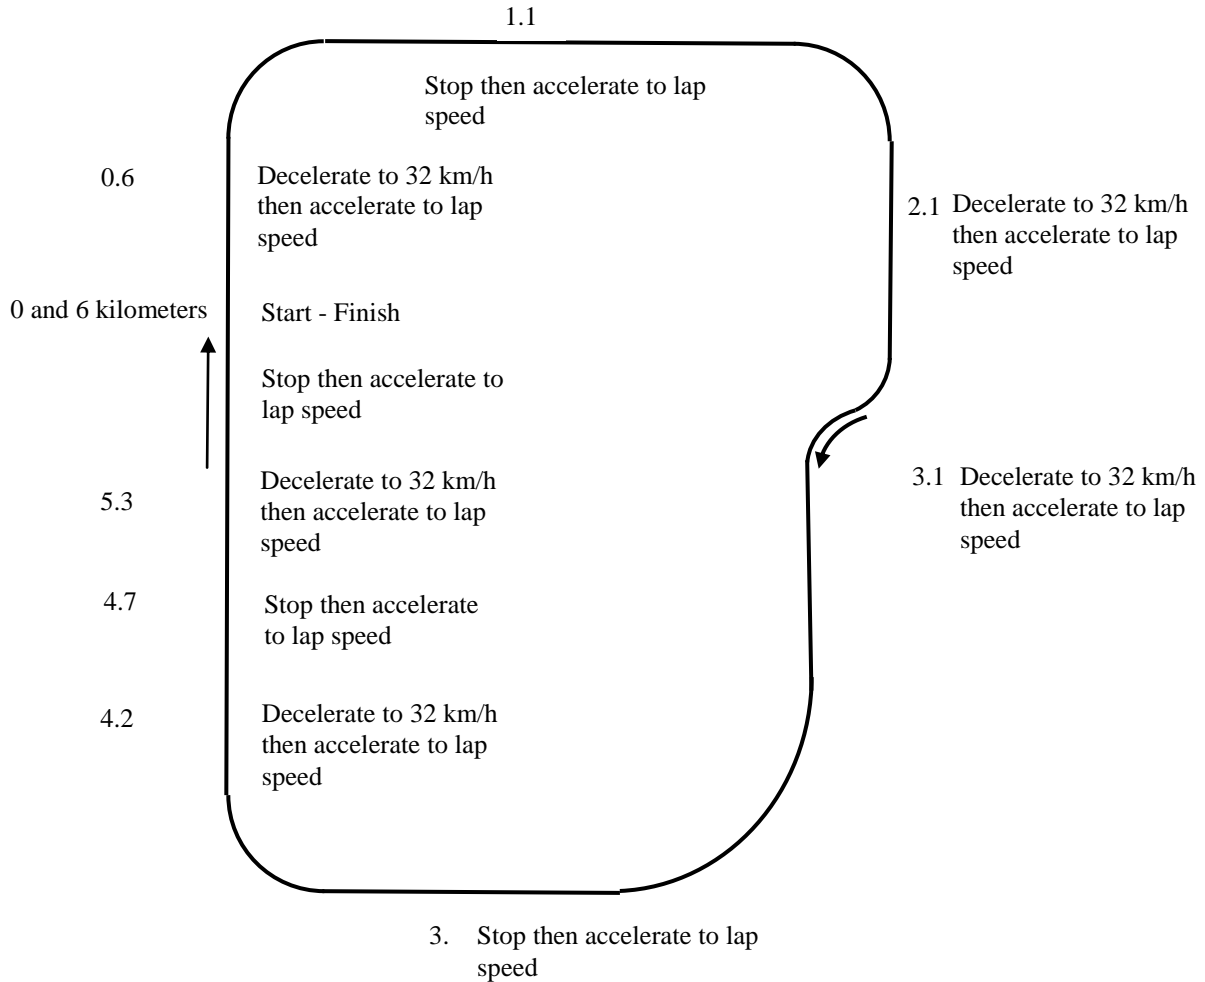 1.1
Stop then accelerate to lap
speed
0.6
Decelerate to 32 km/h
then accelerate to lap
speed
2.1
Decelerate to 32 km/h
then accelerate to lap
speed
0 and 6 kilometers
Start - Finish
Stop then accelerate to
lap speed
5.3
Decelerate to 32 km/h
then accelerate to lap
speed
3.1
Decelerate to 32 km/h
then accelerate to lap
speed
4.7
Stop then accelerate
to lap speed
4.2
Decelerate to 32 km/h
then accelerate to lap
speed
3. Stop then accelerate to lap
speed